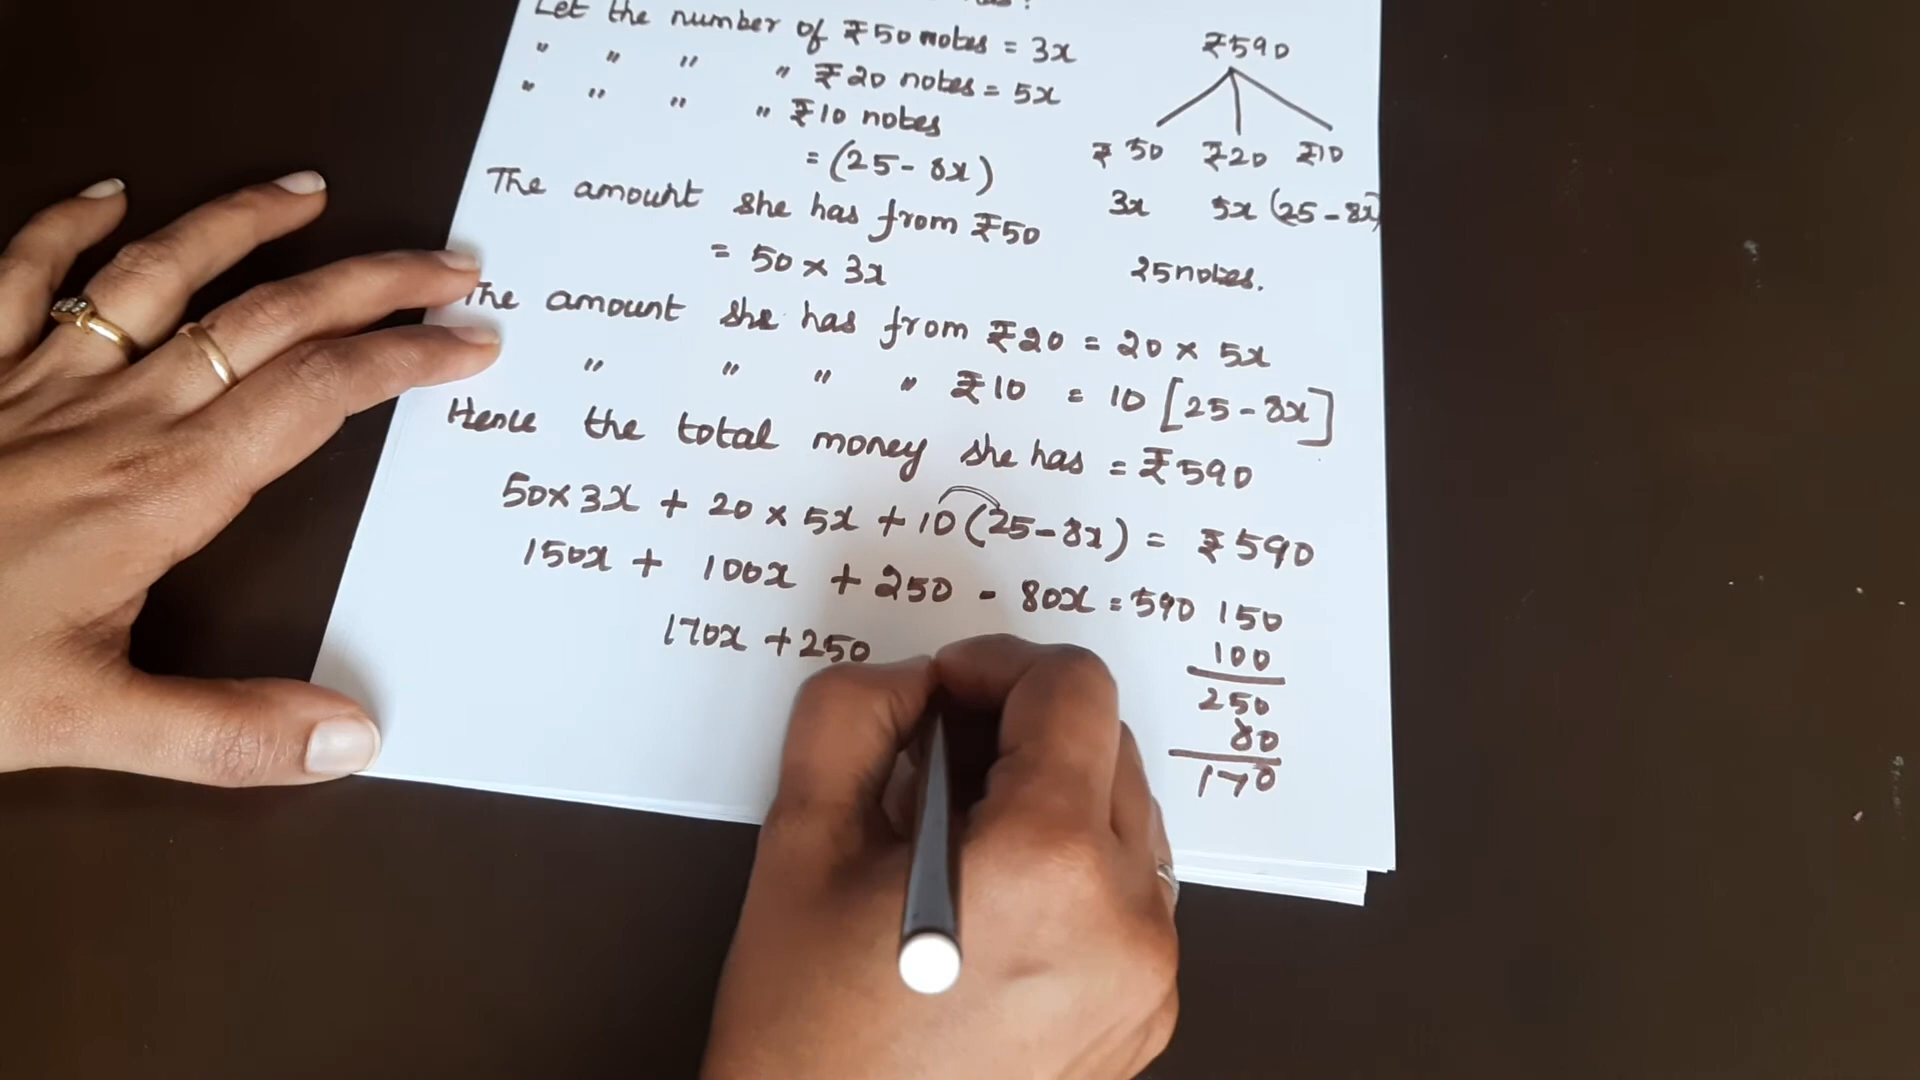 Let the number of ₹50 notes = 3x
" " " " ₹20 notes = 5x
" " " " ₹10 notes
= (25 - 8x)
The amount she has from ₹50
= 50 × 3x
The amount she has from ₹20 = 20 × 5x
" " " " ₹10 = 10 [25 - 8x]
Hence the total money she has = ₹590
50 × 3x + 20 × 5x + 10 (25 - 8x) = ₹590
150x + 100x + 250 - 80x = 590
170x + 250
₹590
₹50 ₹20 ₹10
3x 5x (25 - 8x)
25 notes.
150
100
250
80
170